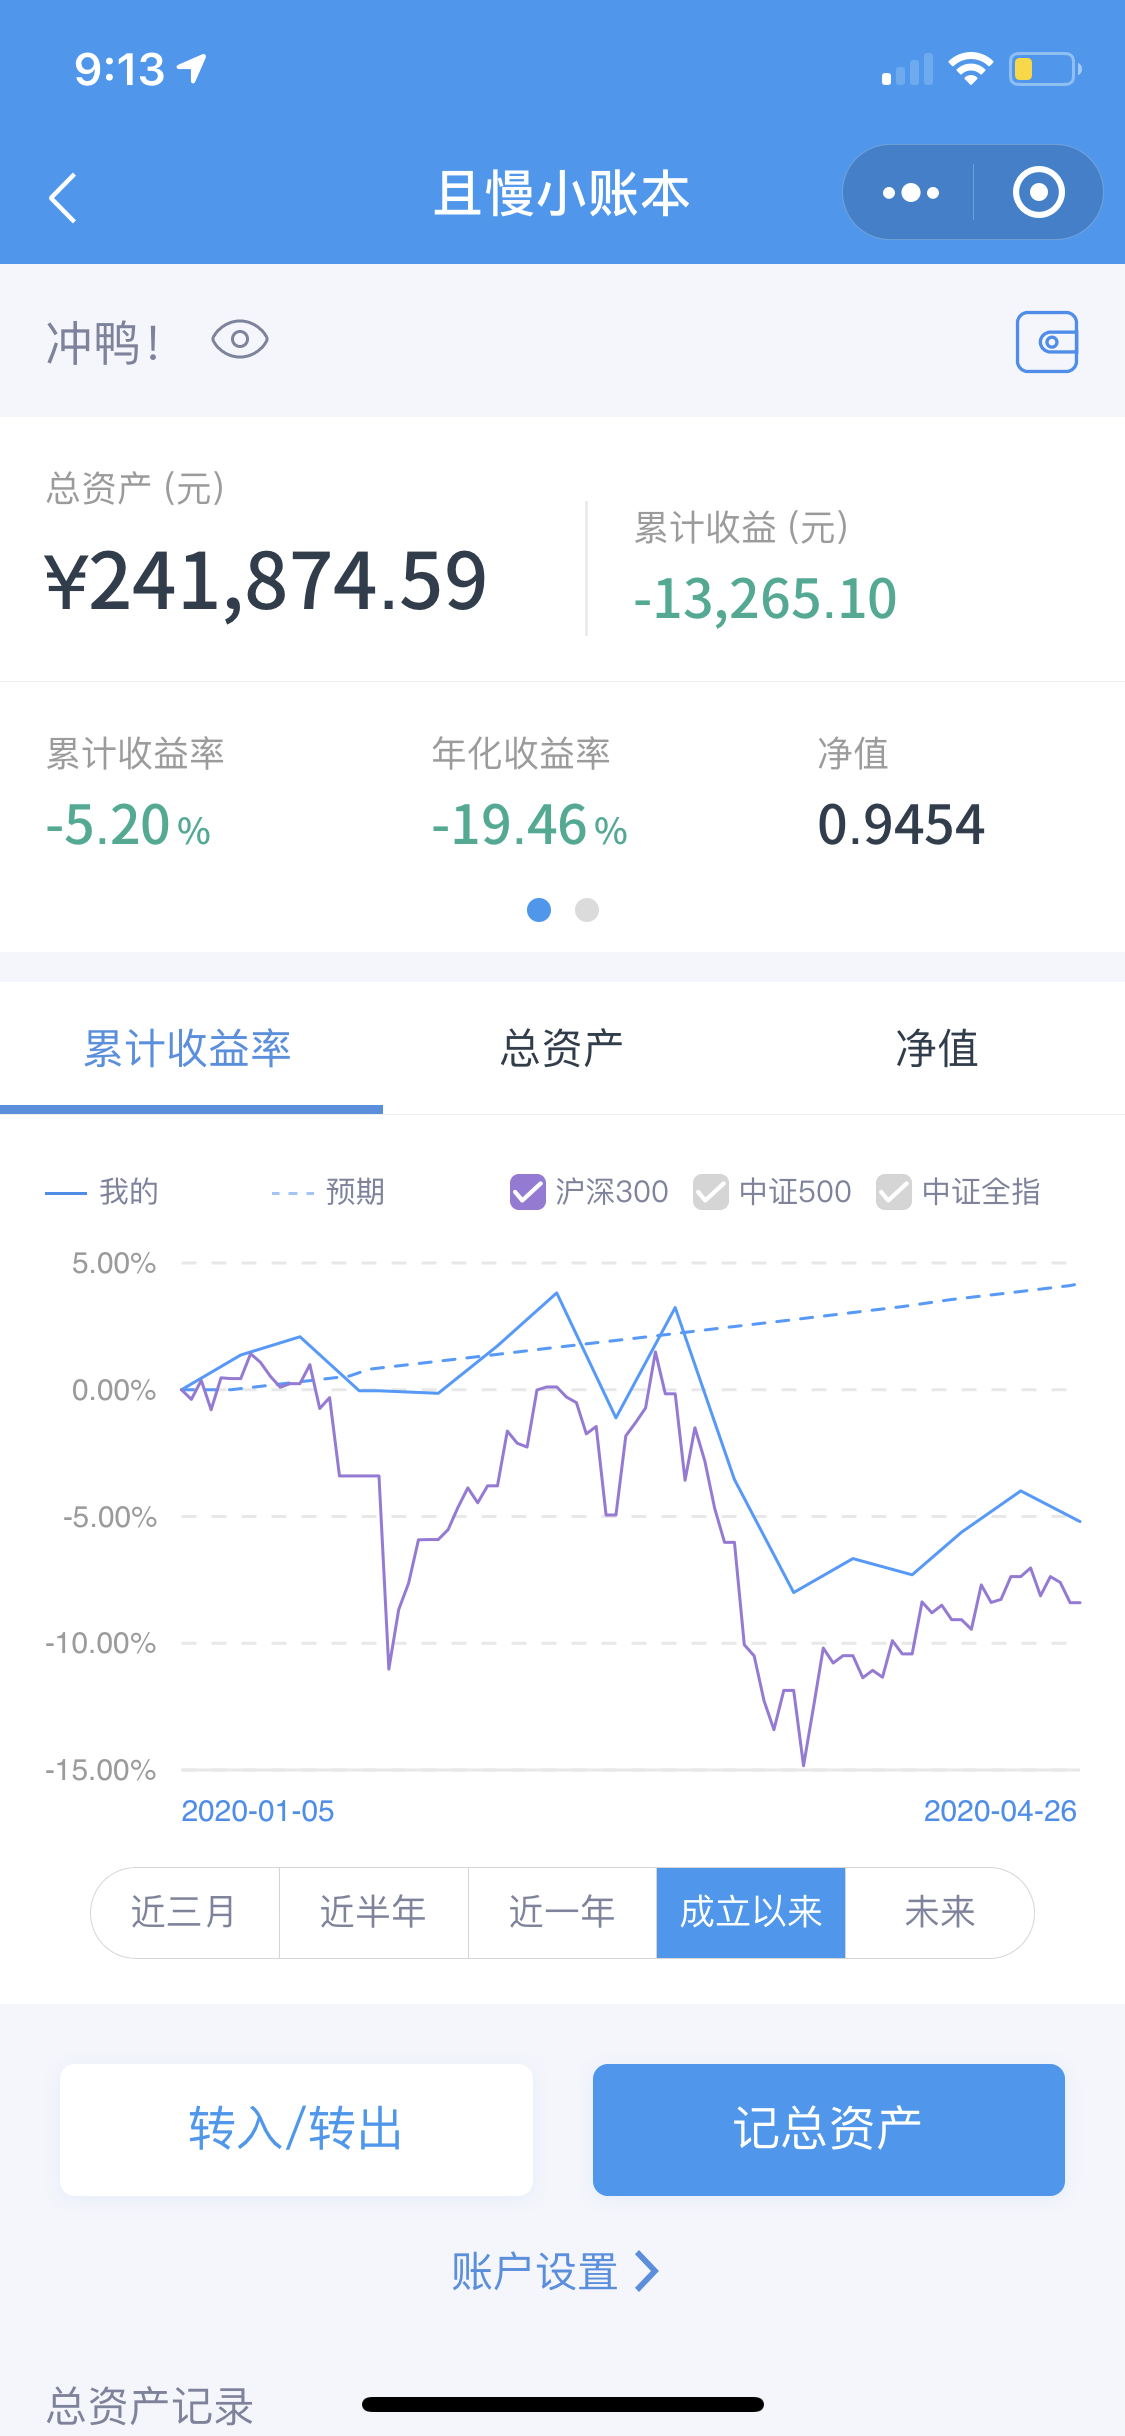 9:13
且慢小账本
冲鸭！
总资产 (元)
¥241,874.59
累计收益 (元)
-13,265.10
累计收益率
-5.20 %
年化收益率
-19.46 %
净值
0.9454
累计收益率 总资产 净值
我的 预期 沪深300 中证500 中证全指
5.00%
0.00%
-5.00%
-10.00%
-15.00%
2020-01-05 2020-04-26
近三月 近半年 近一年 成立以来 未来
转入/转出 记总资产
账户设置
总资产记录